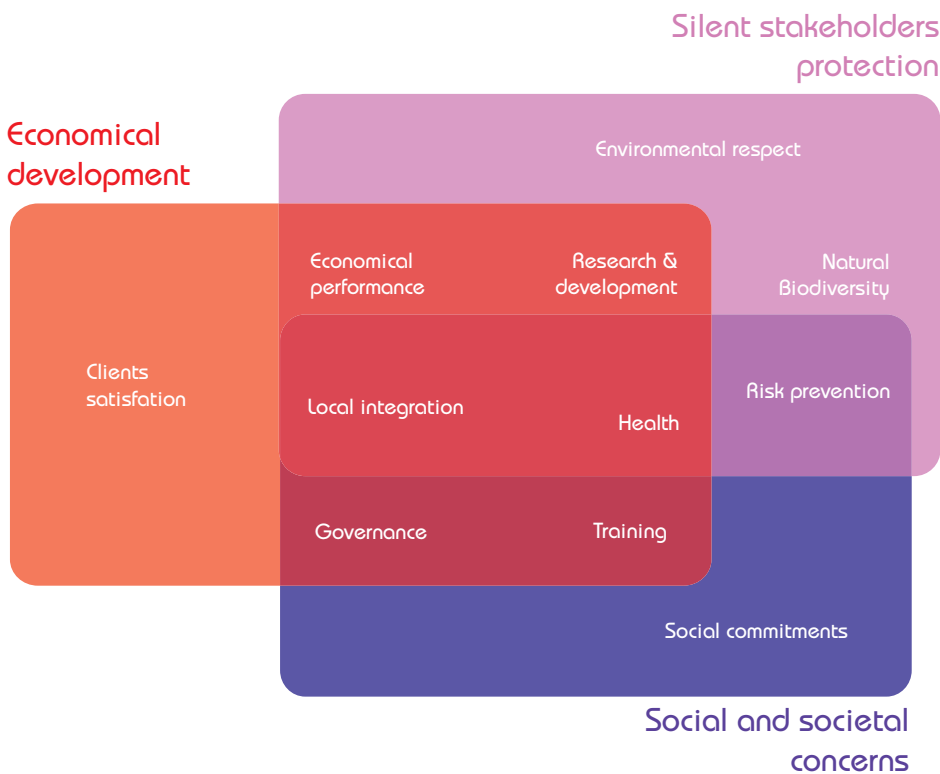 Silent stakeholders
protection
Economical
development
Environmental respect
Economical
performance
Research &
development
Natural
Biodiversity
Clients
satisfation
Local integration
Health
Risk prevention
Governance
Training
Social commitments
Social and societal
concerns